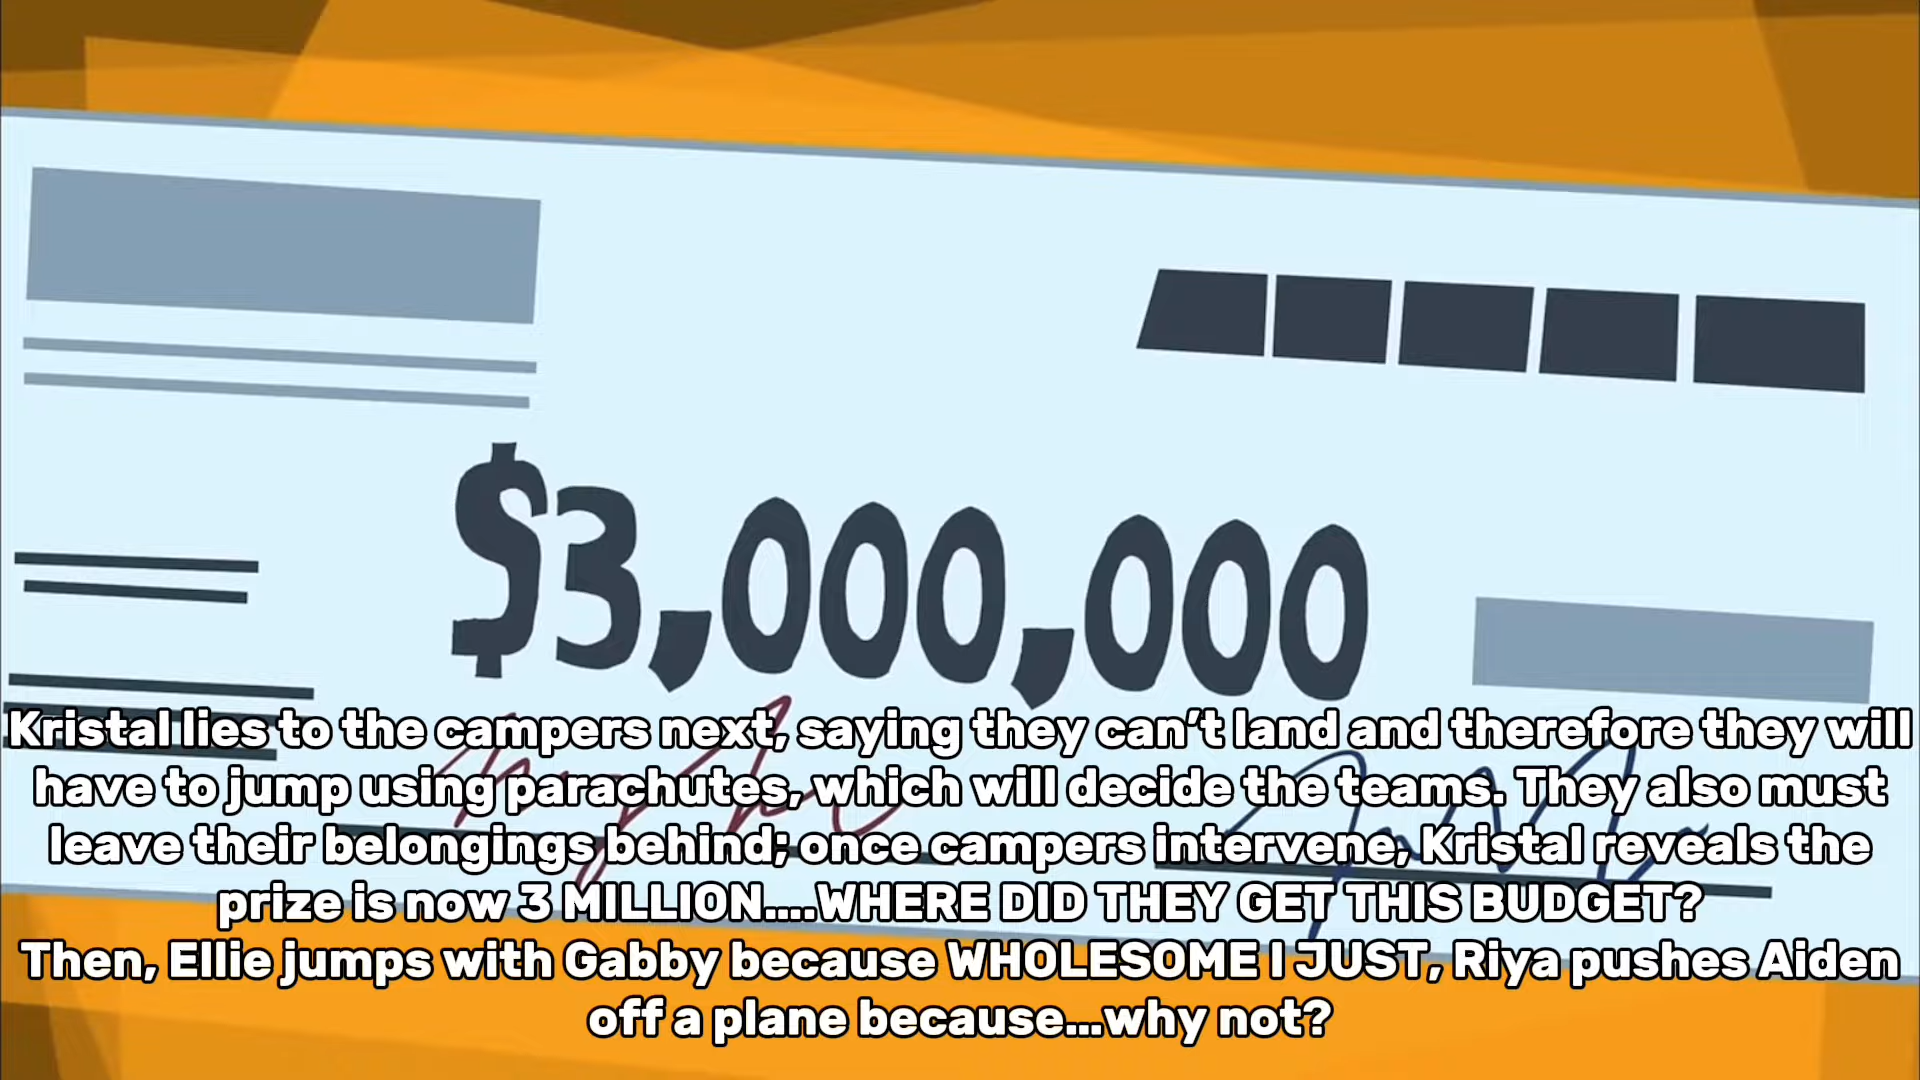 $3,000,000
Kristal lies to the campers next, saying they can't land and therefore they will
have to jump using parachutes, which will decide the teams. They also must
leave their belongings behind; once campers intervene, Kristal reveals the
prize is now 3 MILLION....WHERE DID THEY GET THIS BUDGET?
Then, Ellie jumps with Gabby because WHOLESOME I JUST, Riya pushes Aiden
off a plane because...why not?